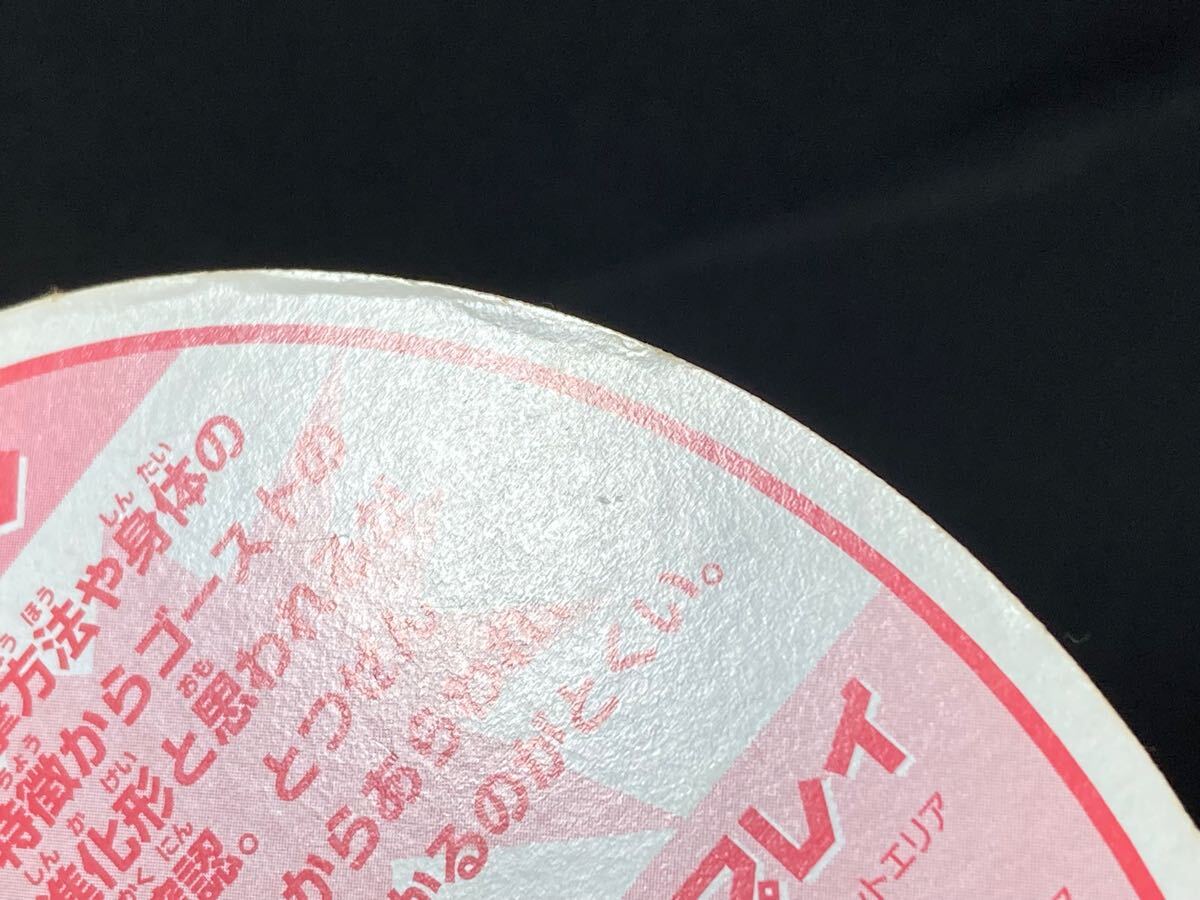 方法や身体の
特徴からゴーストの
進化形と思われるが
認。とつぜん
からあらわれ
かるのがとくい。
プレイ
トエリア